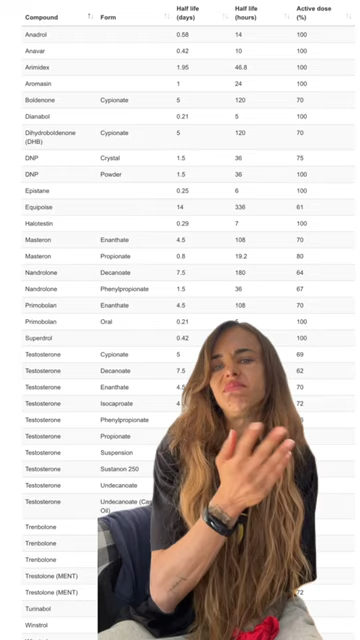 Compound Form Half life (days) Half life (hours) Active dose (%)
Anadrol 0.58 14 100
Anavar 0.42 10 100
Arimidex 1.95 46.8 100
Aromasin 1 24 100
Boldenone Cypionate 5 120 70
Dianabol 0.21 5 100
Dihydroboldenone (DHB) Cypionate 5 120 70
DNP Crystal 1.5 36 75
DNP Powder 1.5 36 100
Epistane 0.25 6 100
Equipoise 14 336 61
Halotestin 0.29 7 100
Masteron Enanthate 4.5 108 70
Masteron Propionate 0.8 19.2 80
Nandrolone Decanoate 7.5 180 64
Nandrolone Phenylpropionate 1.5 36 67
Primobolan Enanthate 4.5 108 70
Primobolan Oral 0.21 100
Superdrol 0.42 100
Testosterone Cypionate 5 69
Testosterone Decanoate 7.5 62
Testosterone Enanthate 4.5 70
Testosterone Isocaproate 72
Testosterone Phenylpropionate
Testosterone Propionate
Testosterone Suspension
Testosterone Sustanon 250
Testosterone Undecanoate
Testosterone Undecanoate Oil)
Trenbolone
Trenbolone
Trenbolone
Trestolone (MENT)
Trestolone (MENT) 72
Turinabol
Winstrol